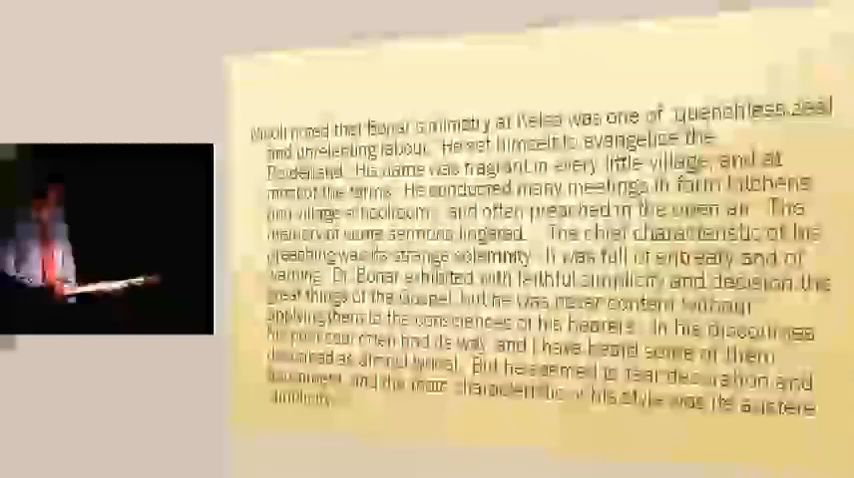 noted that Bonar's ministry at Kelso was one of "quenchless zeal
and unrelenting labour. He set himself to evangelise the
His name was fragrant in every little village, and at
most of the farms. He conducted many meetings in farm kitchens
and village schoolrooms, and often preached in the open air. The
memory of some sermons lingered. The chief characteristic of his
preaching was its strange solemnity. It was full of entreaty and of
warning. Dr. Bonar exhibited with faithful simplicity and decision the
great things of the Gospel, but he was never content without
applying them to the consciences of his hearers. In his discourses
his poet soul often had its way, and I have heard some of them
described as almost lyrical. But he seemed to fear decoration and
and the main characteristic of his style was its austere
simplicity.